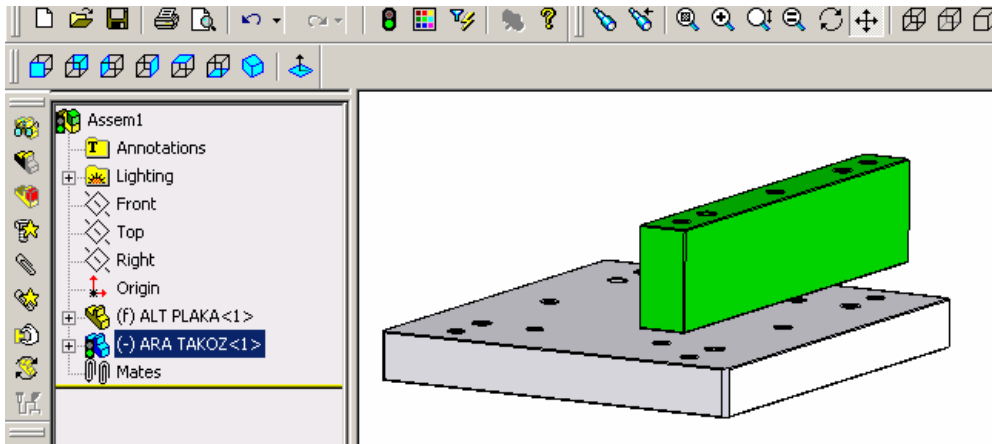 Assem1
Annotations
Lighting
Front
Top
Right
Origin
(f) ALT PLAKA<1>
(-) ARA TAKOZ<1>
Mates